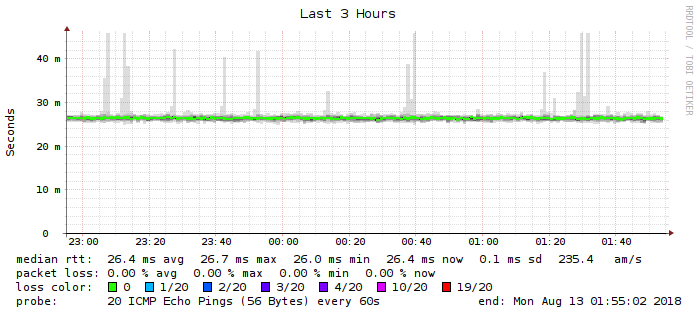 Last 3 Hours
RRDTOOL / TOBI OETIKER
Seconds
40 m
30 m
20 m
10 m
0
23:00 23:20 23:40 00:00 00:20 00:40 01:00 01:20 01:40
median rtt: 26.4 ms avg 26.7 ms max 26.0 ms min 26.4 ms now 0.1 ms sd 235.4 am/s
packet loss: 0.00 % avg 0.00 % max 0.00 % min 0.00 % now
loss color: 0 1/20 2/20 3/20 4/20 10/20 19/20
probe: 20 ICMP Echo Pings (56 Bytes) every 60s end: Mon Aug 13 01:55:02 2018